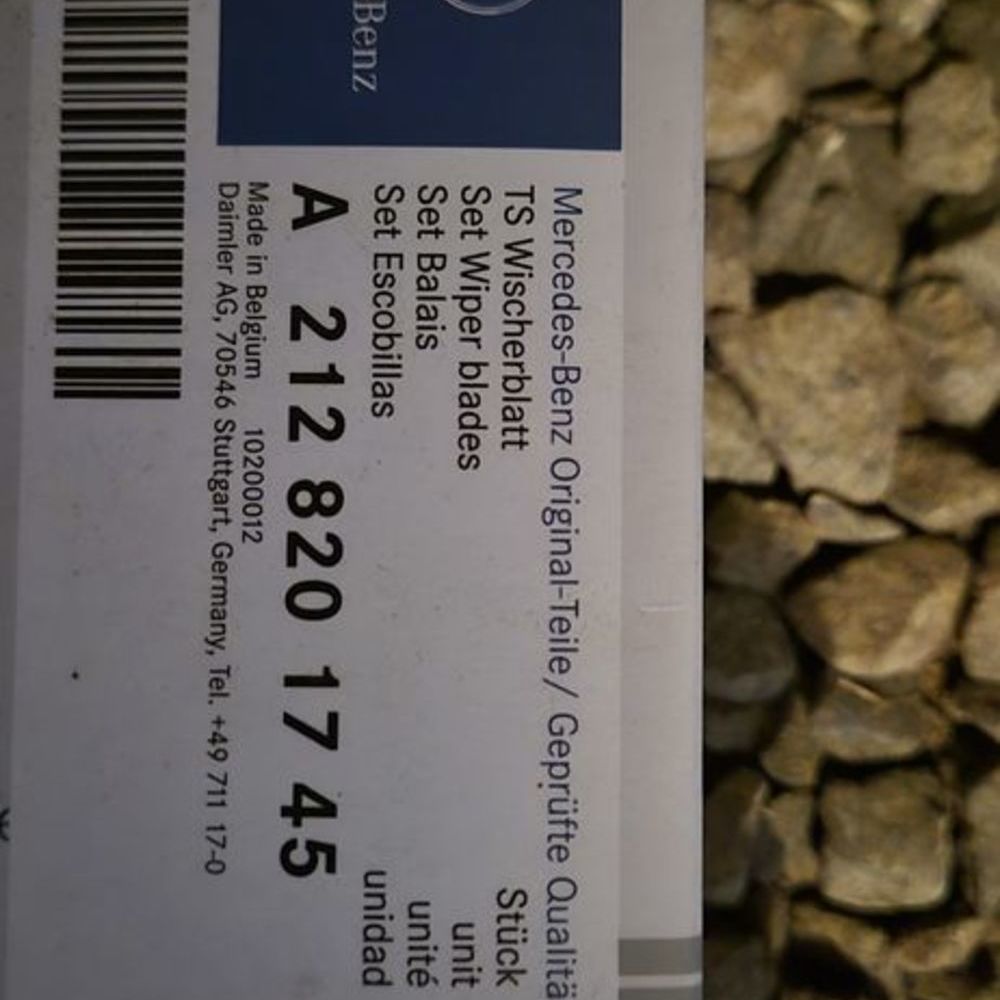 Benz
Mercedes-Benz Original-Teile/ Geprüfte Qualitä
TS Wischerblatt Stück
Set Wiper blades unit
Set Balais unité
Set Escobillas unidad
A 212 820 17 45
Made in Belgium 10200012
Daimler AG, 70546 Stuttgart, Germany, Tel. +49 711 17-0